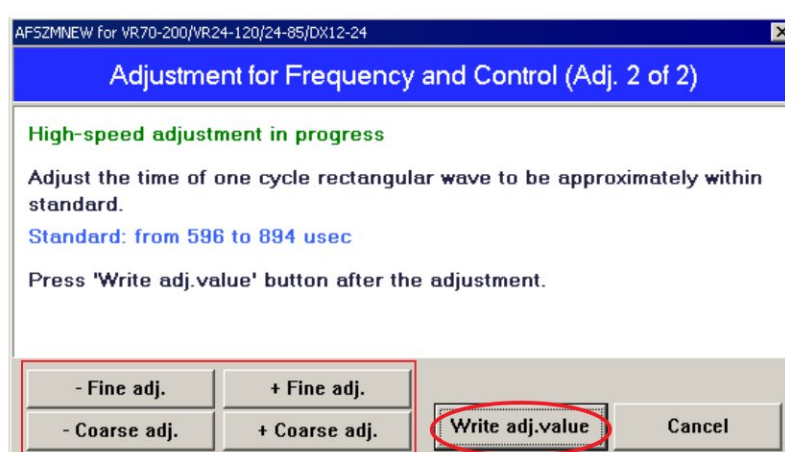 AFSZMNEW for VR70-200/VR24-120/24-85/DX12-24
Adjustment for Frequency and Control (Adj. 2 of 2)
High-speed adjustment in progress
Adjust the time of one cycle rectangular wave to be approximately within
standard.
Standard: from 596 to 894 usec
Press 'Write adj.value' button after the adjustment.
- Fine adj. + Fine adj.
- Coarse adj. + Coarse adj. Write adj.value Cancel